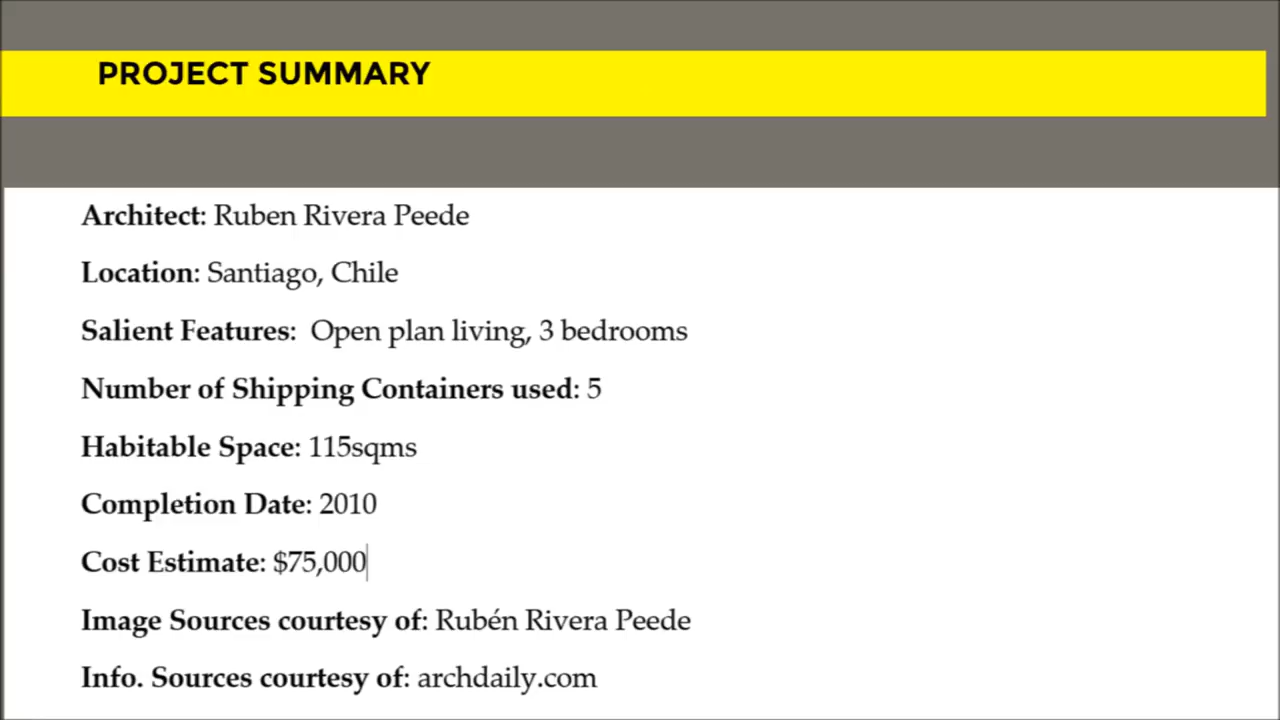 PROJECT SUMMARY
Architect: Ruben Rivera Peede
Location: Santiago, Chile
Salient Features: Open plan living, 3 bedrooms
Number of Shipping Containers used: 5
Habitable Space: 115sqms
Completion Date: 2010
Cost Estimate: $75,000
Image Sources courtesy of: Rubén Rivera Peede
Info. Sources courtesy of: archdaily.com